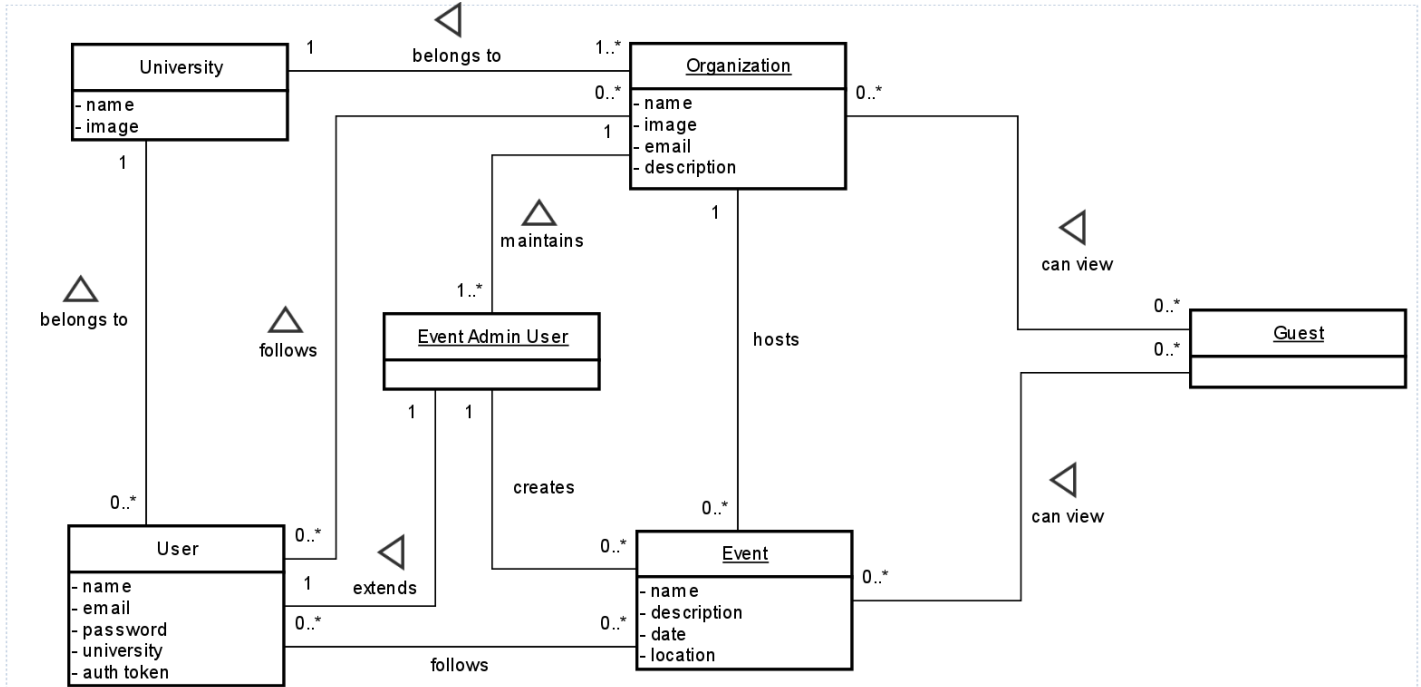 belongs to
1
1..*
University
- name
- image
Organization
- name
- image
- email
- description
0..*
1
0..*
1
1
maintains
can view
1..*
belongs to
follows
Event Admin User
hosts
0..*
0..*
Guest
1
1
creates
can view
0..*
0..*
User
- name
- email
- password
- university
- auth token
0..*
1
extends
0..*
0..*
0..*
follows
Event
- name
- description
- date
- location
0..*